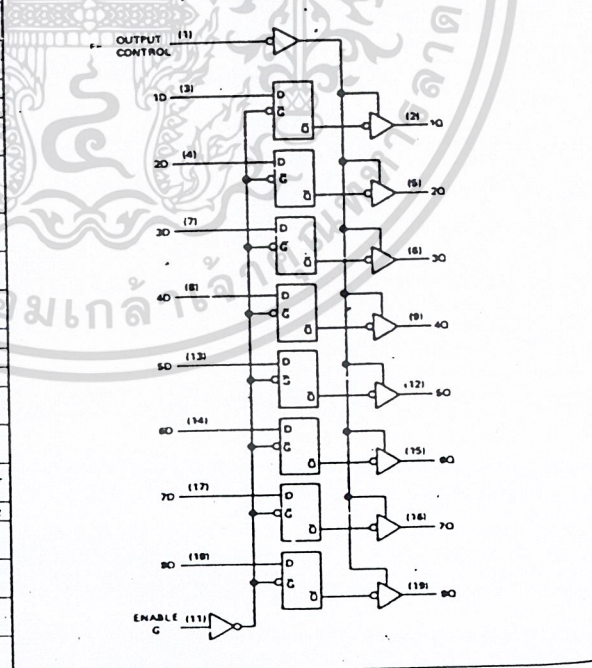 OUTPUT CONTROL (1)
1D (3) D G Q̄ (2) 1Q
2D (4) D G Q̄ (5) 2Q
3D (7) D G Q̄ (6) 3Q
4D (8) D G Q̄ (9) 4Q
5D (13) D G Q̄ (12) 5Q
6D (14) D G Q̄ (15) 6Q
7D (17) D G Q̄ (16) 7Q
8D (18) D G Q̄ (19) 8Q
ENABLE G (11)